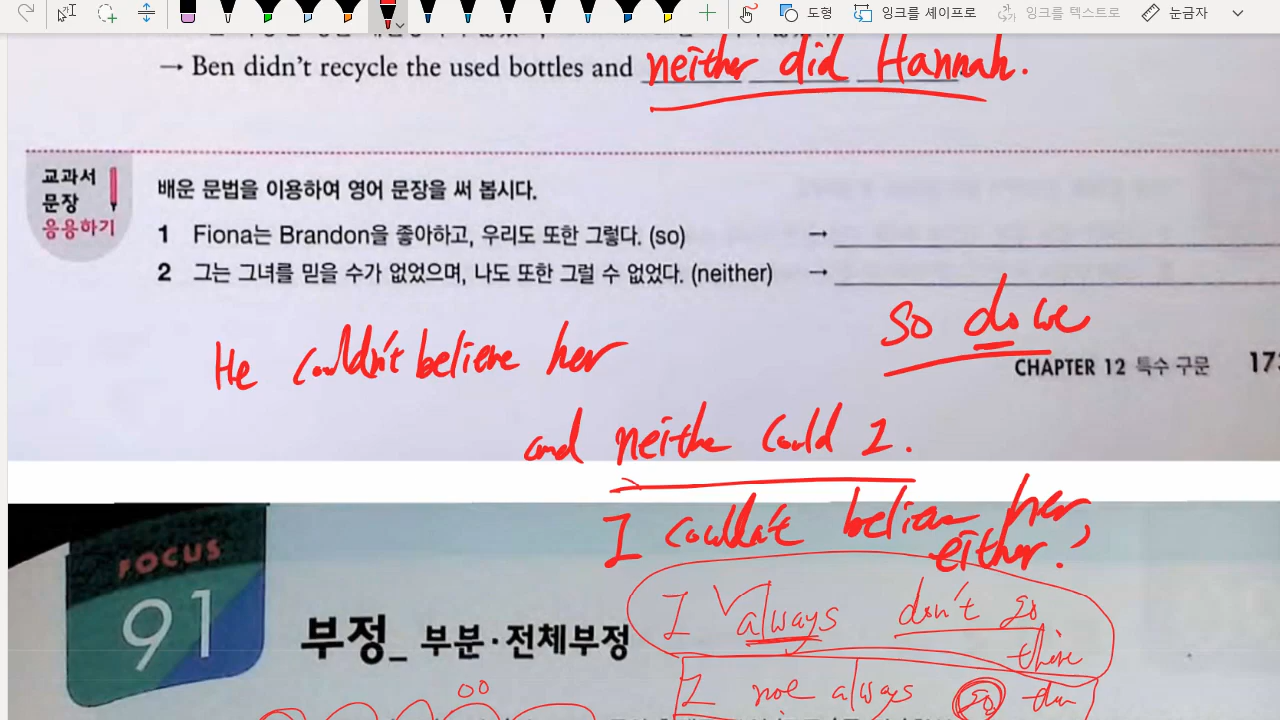 도형 잉크를 셰이프로 잉크를 텍스트로 눈금자
→ Ben didn't recycle the used bottles and neither did Hannah.
교과서
문장
응용하기
배운 문법을 이용하여 영어 문장을 써 봅시다.
1 Fiona는 Brandon을 좋아하고, 우리도 또한 그렇다. (so) →
2 그는 그녀를 믿을 수가 없었으며, 나도 또한 그럴 수 없었다. (neither) →
so do we
He couldn't believe her
CHAPTER 12 특수 구문 173
and neithe could I.
I couldn't believe her
either.
FOCUS
91
부정_ 부분·전체부정
I always don't go
there
I not always go